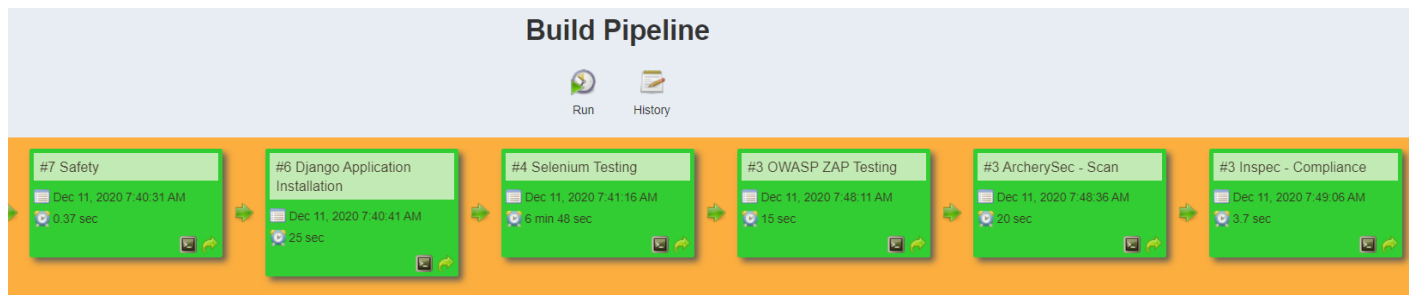 Build Pipeline
Run
History
#7 Safety
Dec 11, 2020 7:40:31 AM
0.37 sec
#6 Django Application
Installation
Dec 11, 2020 7:40:41 AM
25 sec
#4 Selenium Testing
Dec 11, 2020 7:41:16 AM
6 min 48 sec
#3 OWASP ZAP Testing
Dec 11, 2020 7:48:11 AM
15 sec
#3 ArcherySec - Scan
Dec 11, 2020 7:48:36 AM
20 sec
#3 Inspec - Compliance
Dec 11, 2020 7:49:06 AM
3.7 sec